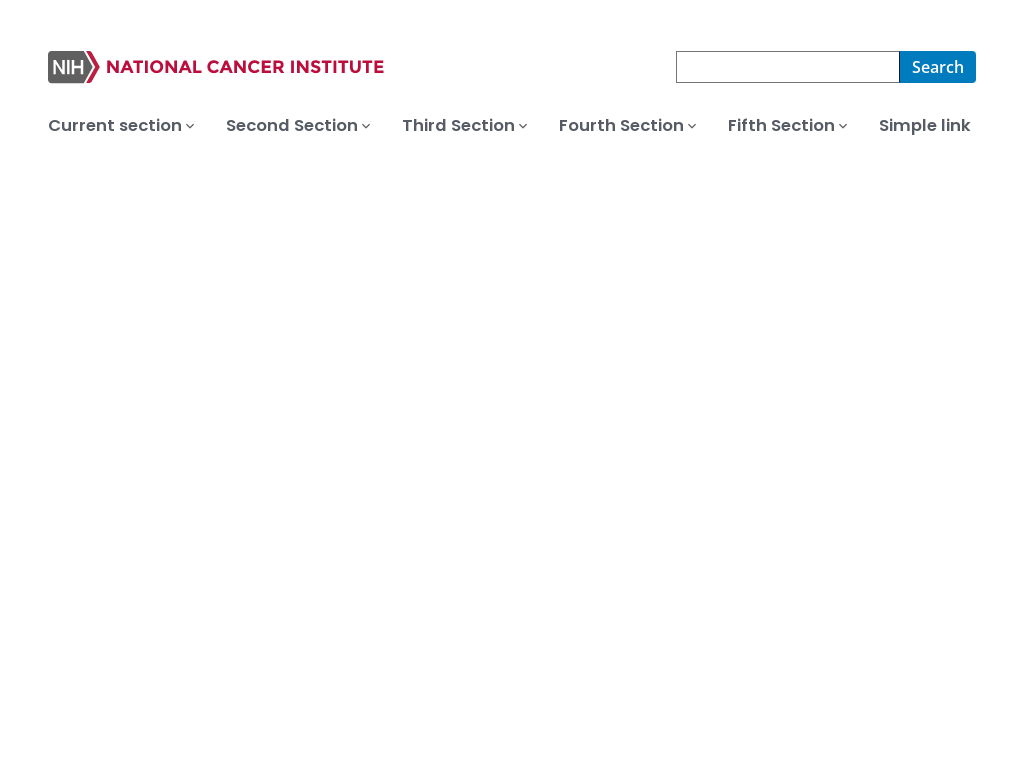 NIH NATIONAL CANCER INSTITUTE
Search
Current section Second Section Third Section Fourth Section Fifth Section Simple link